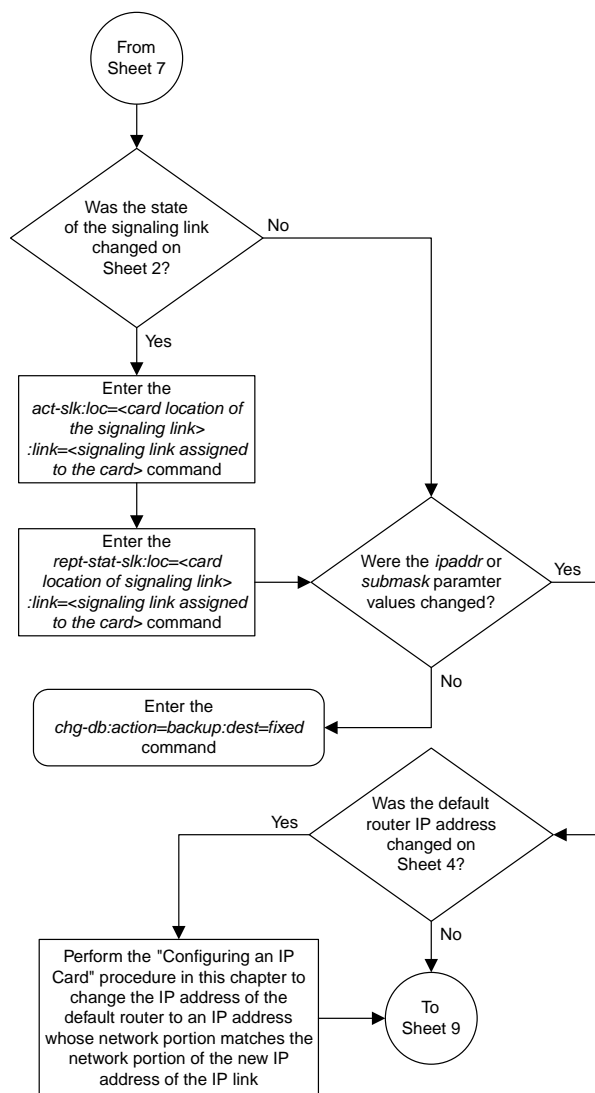 From
Sheet 7
Was the state
of the signaling link
changed on
Sheet 2?
No
Yes
Enter the
act-slk:loc=<card location of
the signaling link>
:link=<signaling link assigned
to the card> command
Enter the
rept-stat-slk:loc=<card
location of signaling link>
:link=<signaling link assigned
to the card> command
Were the ipaddr or
submask paramter
values changed?
Yes
No
Enter the
chg-db:action=backup:dest=fixed
command
Was the default
router IP address
changed on
Sheet 4?
Yes
No
Perform the "Configuring an IP
Card" procedure in this chapter to
change the IP address of the
default router to an IP address
whose network portion matches the
network portion of the new IP
address of the IP link
To
Sheet 9